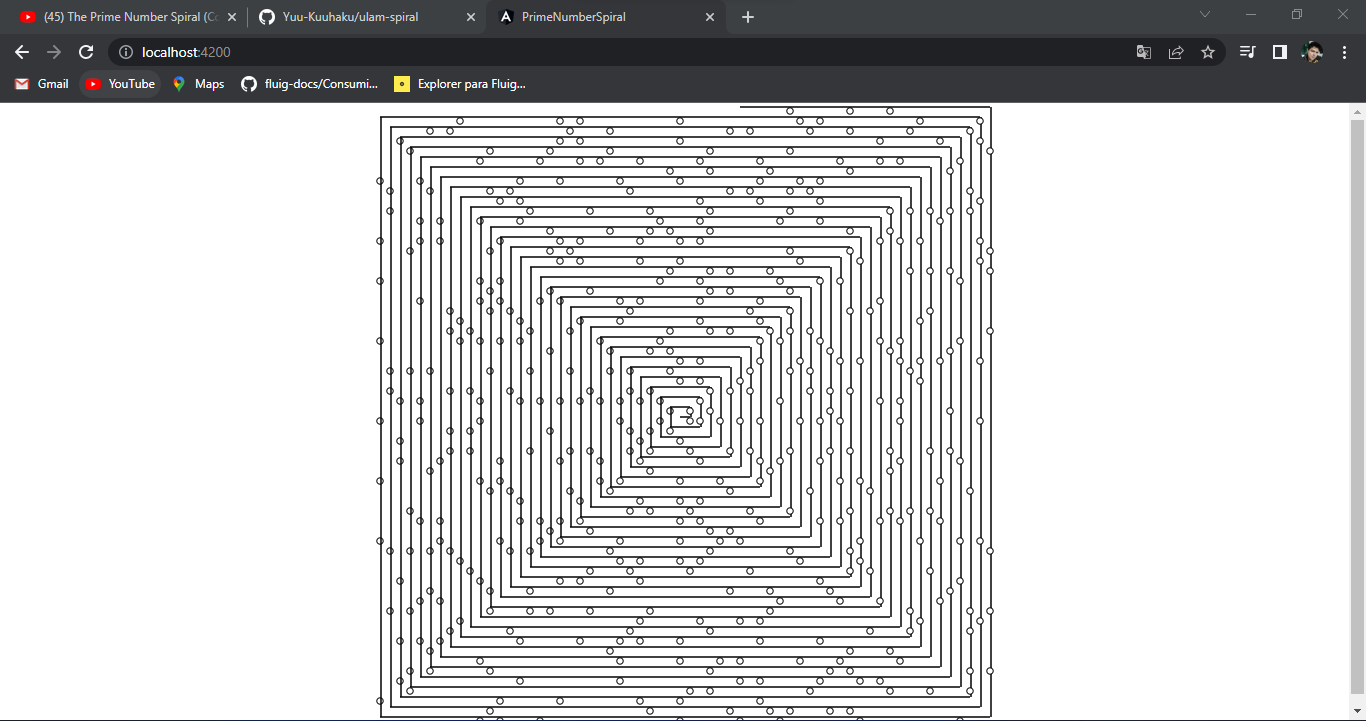 (45) The Prime Number Spiral (Co
Yuu-Kuuhaku/ulam-spiral
PrimeNumberSpiral
localhost:4200
Gmail
YouTube
Maps
fluig-docs/Consumi...
Explorer para Fluig...